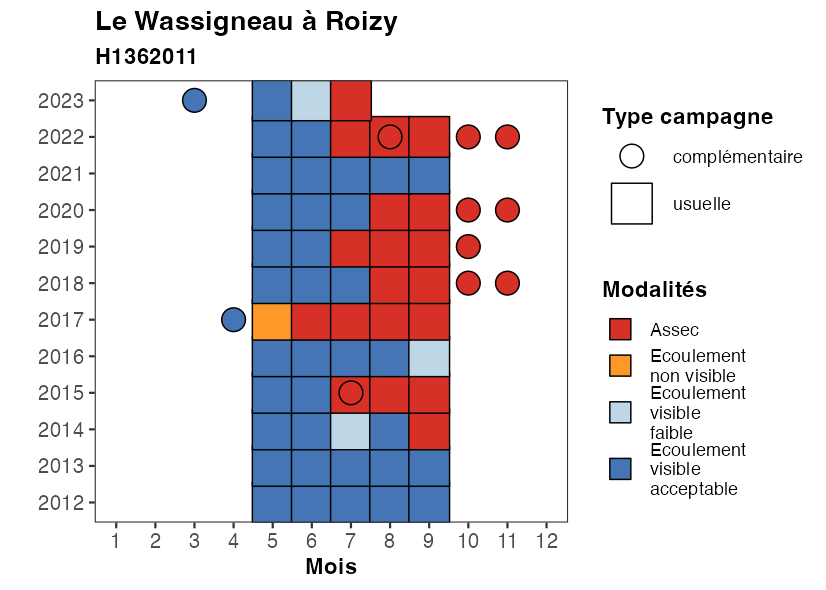 Le Wassigneau à Roizy
H1362011
2023
2022
2021
2020
2019
2018
2017
2016
2015
2014
2013
2012
1 2 3 4 5 6 7 8 9 10 11 12
Mois
Type campagne
complémentaire
usuelle
Modalités
Assec
Ecoulement
non visible
Ecoulement
visible
faible
Ecoulement
visible
acceptable